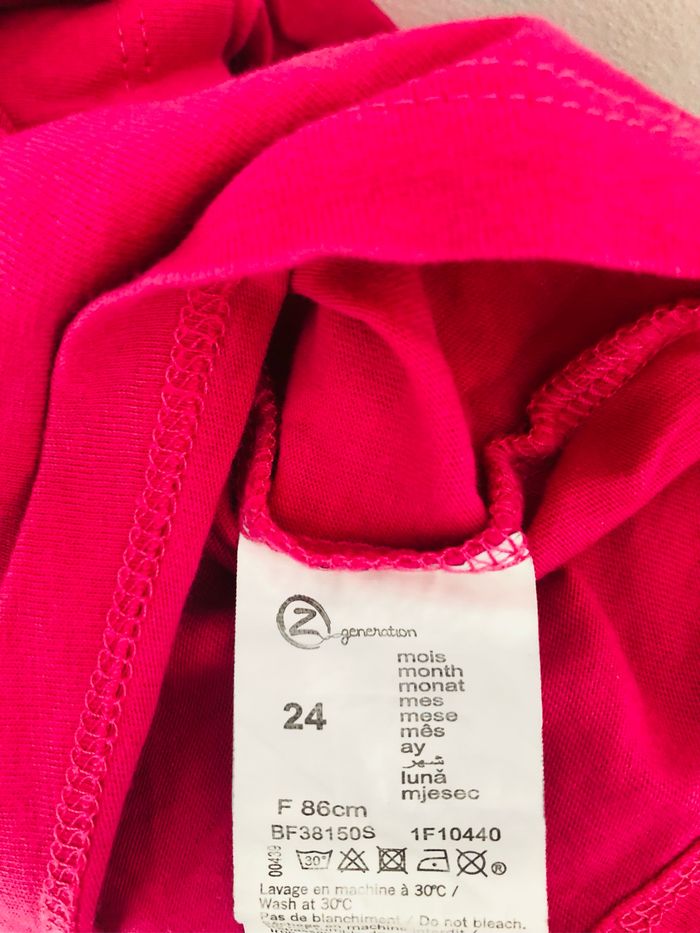 Z generation
mois
month
monat
mes
24
mese
mês
ay
شهر
lună
mjesec
F 86cm
BF38150S 1F10440
00439 30° ®
Lavage en machine à 30°C /
Wash at 30°C
Pas de blanchiment / Do not bleach.